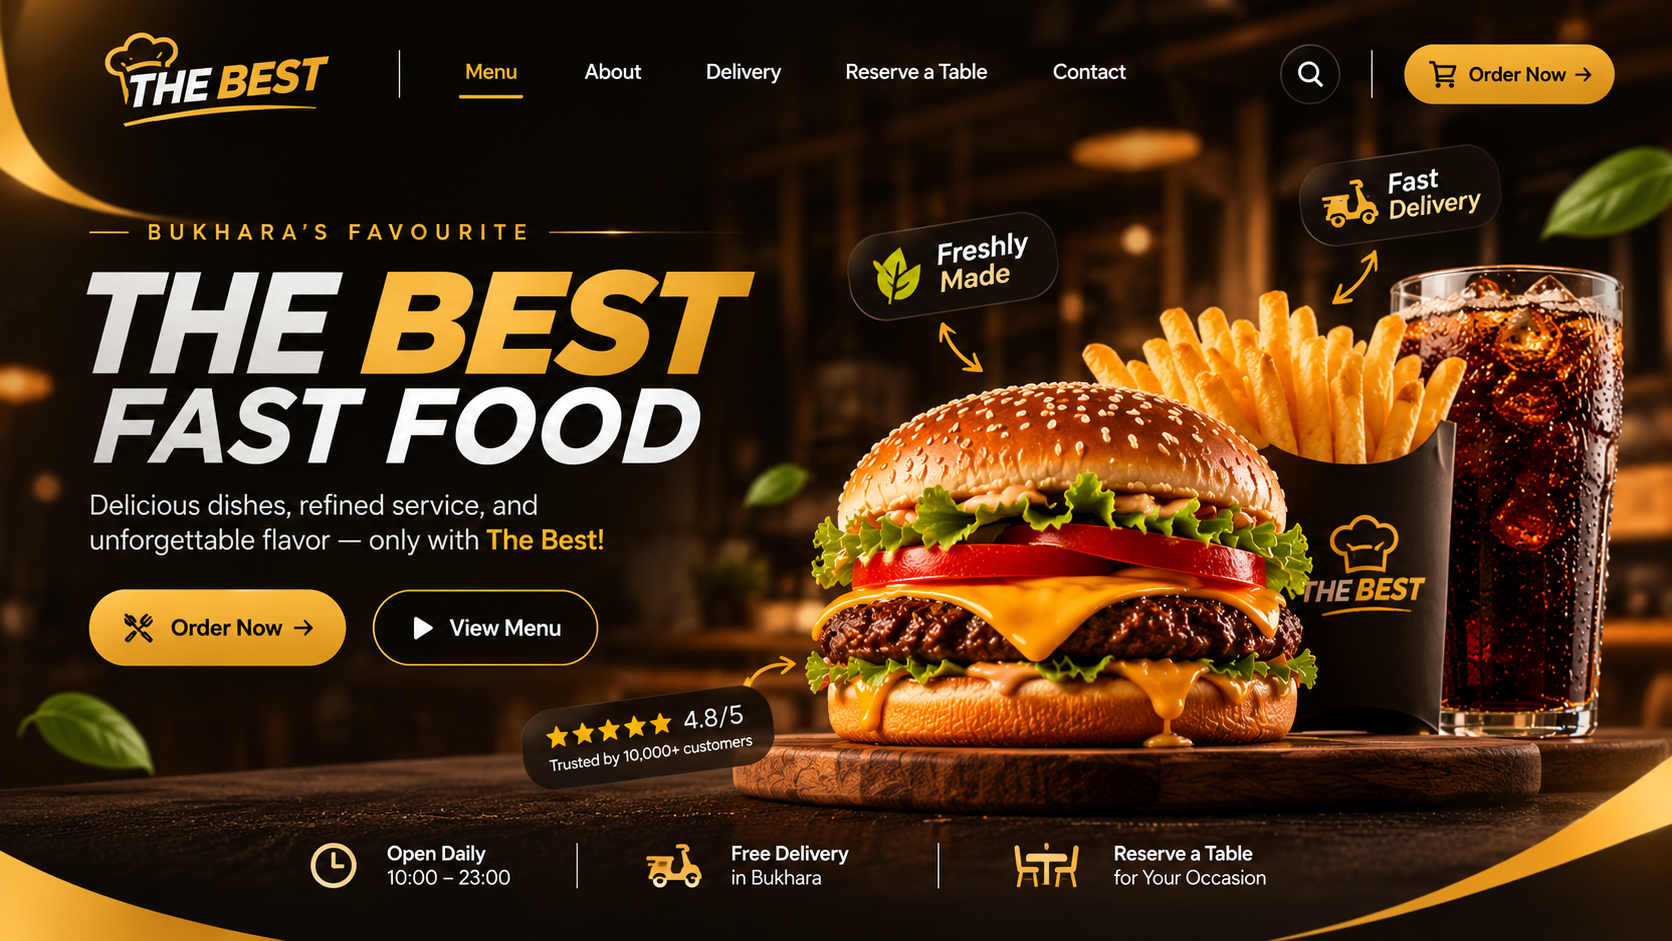 THE BEST
Menu
About
Delivery
Reserve a Table
Contact
Order Now →
BUKHARA'S FAVOURITE
THE BEST
FAST FOOD
Delicious dishes, refined service, and
unforgettable flavor — only with The Best!
Order Now →
View Menu
Freshly
Made
Fast
Delivery
THE BEST
4.8/5
Trusted by 10,000+ customers
Open Daily
10:00 – 23:00
Free Delivery
in Bukhara
Reserve a Table
for Your Occasion